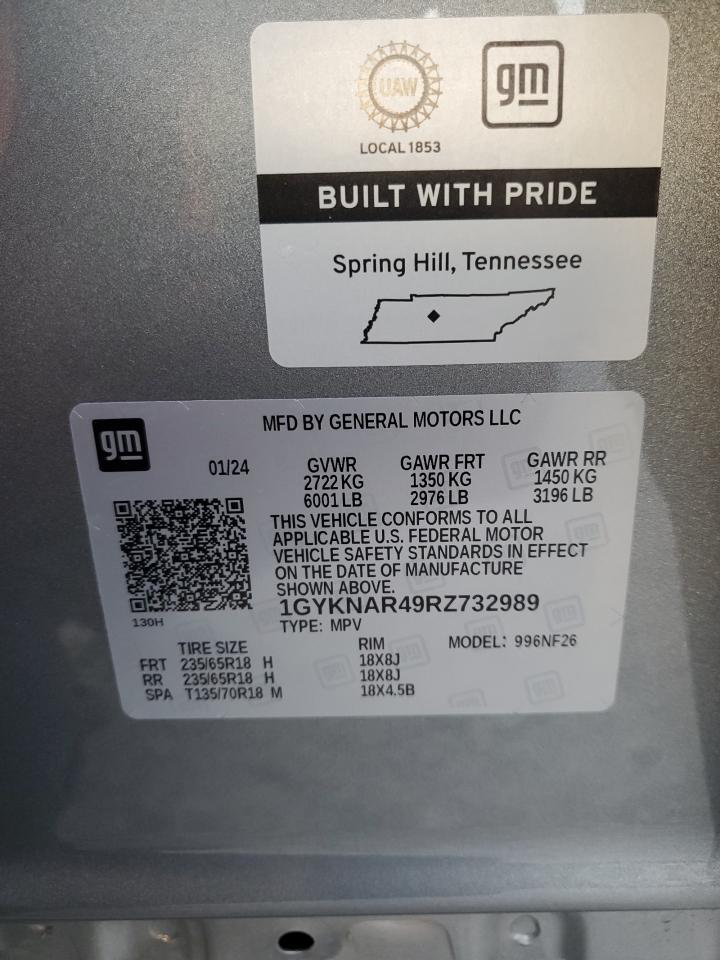 UAW
gm
LOCAL 1853
BUILT WITH PRIDE
Spring Hill, Tennessee
gm
MFD BY GENERAL MOTORS LLC
01/24
GVWR GAWR FRT GAWR RR
2722 KG 1350 KG 1450 KG
6001 LB 2976 LB 3196 LB
THIS VEHICLE CONFORMS TO ALL
APPLICABLE U.S. FEDERAL MOTOR
VEHICLE SAFETY STANDARDS IN EFFECT
ON THE DATE OF MANUFACTURE
SHOWN ABOVE.
1GYKNAR49RZ732989
130H
TYPE: MPV
TIRE SIZE RIM MODEL: 996NF26
FRT 235/65R18 H 18X8J
RR 235/65R18 H 18X8J
SPA T135/70R18 M 18X4.5B